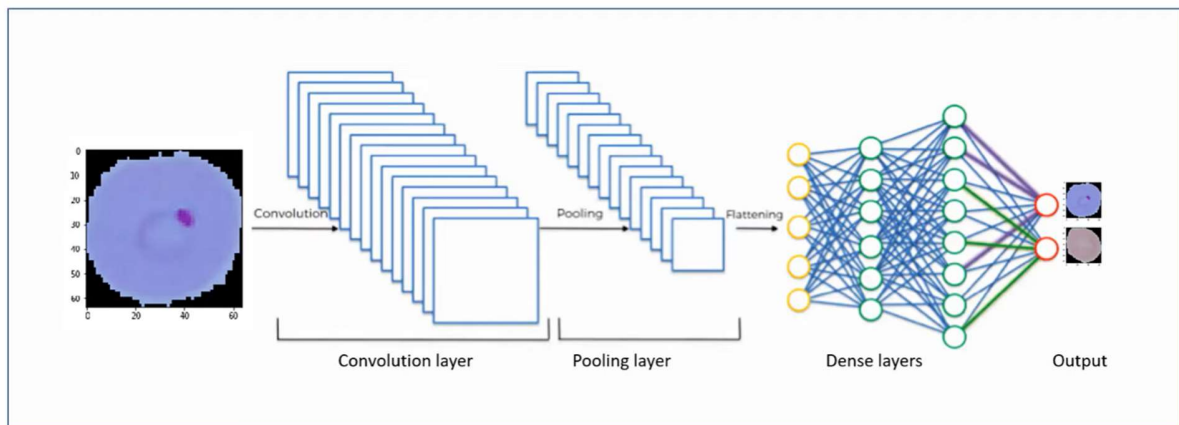 0
10
20
30
40
50
60
0 20 40 60
Convolution
Pooling
Flattening
Convolution layer
Pooling layer
Dense layers
Output